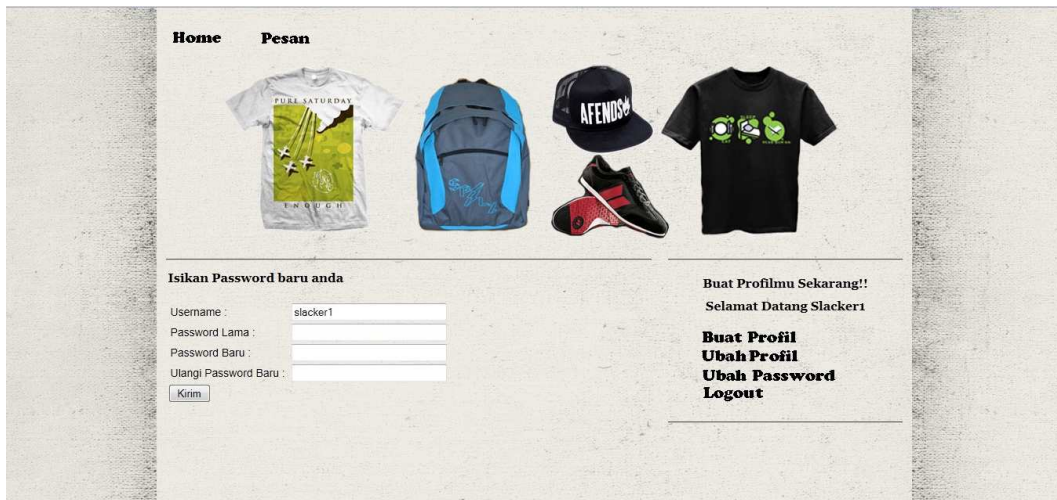 Home Pesan
PURE SATURDAY
ENOUGH
AFENDS
Isikan Password baru anda
Username : slacker1
Password Lama :
Password Baru :
Ulangi Password Baru :
Kirim
Buat Profilmu Sekarang!!
Selamat Datang Slacker1
Buat Profil
Ubah Profil
Ubah Password
Logout